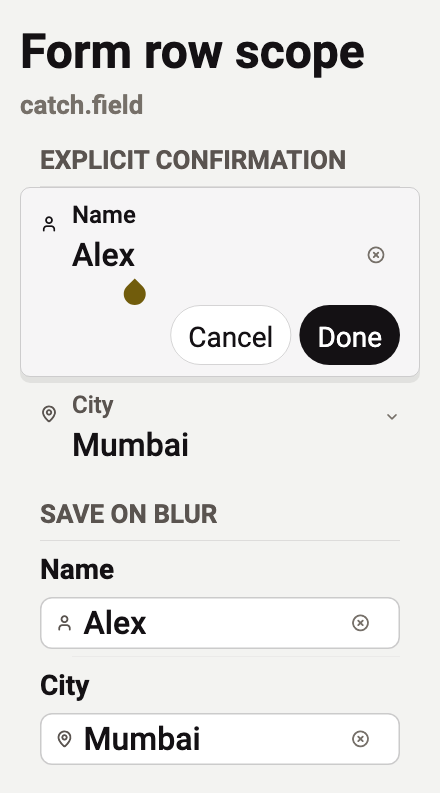 Form row scope
catch.field
EXPLICIT CONFIRMATION
Name
Alex
Cancel Done
City
Mumbai
SAVE ON BLUR
Name
Alex
City
Mumbai